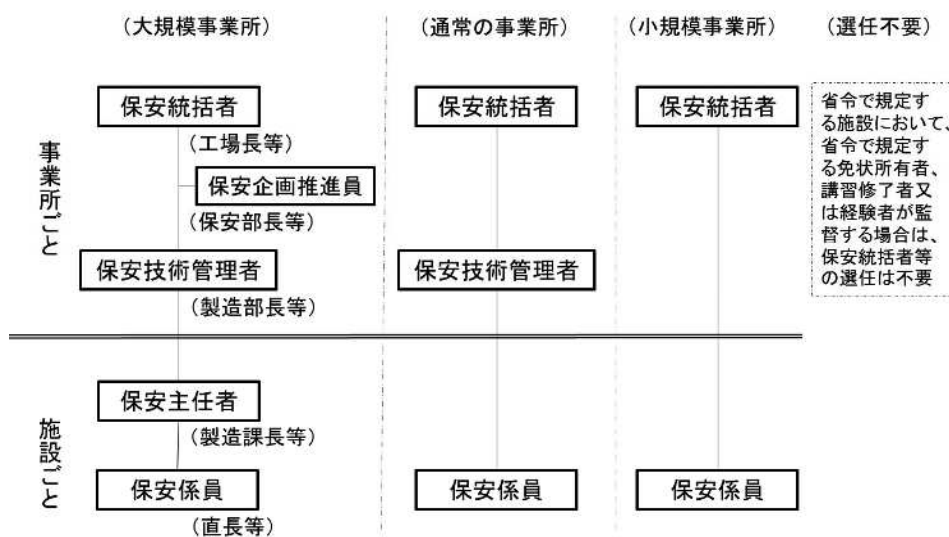 （大規模事業所）
（通常の事業所）
（小規模事業所）
（選任不要）
事業所ごと
保安統括者
（工場長等）
保安企画推進員
（保安部長等）
保安技術管理者
（製造部長等）
保安統括者
保安技術管理者
保安統括者
省令で規定す
る施設において、
省令で規定す
る免状所有者、
講習修了者又
は経験者が監
督する場合は、
保安統括者等
の選任は不要
施設ごと
保安主任者
（製造課長等）
保安係員
（直長等）
保安係員
保安係員